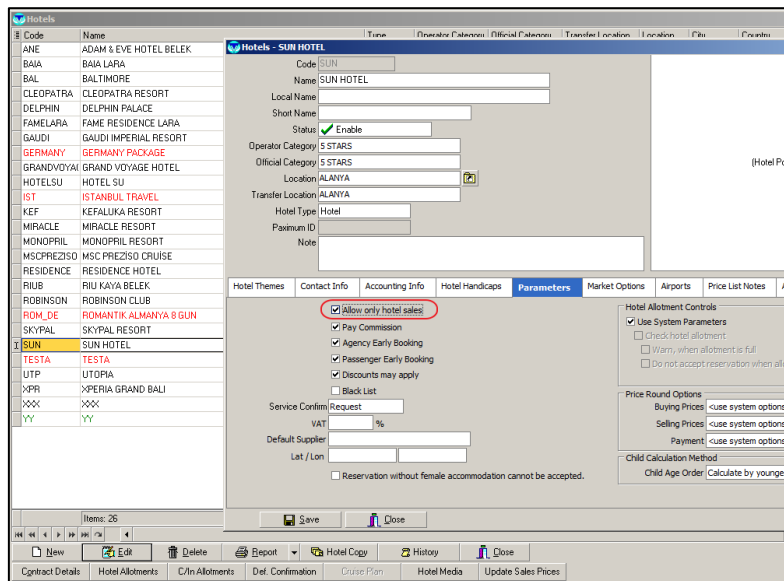 Hotels
Code Name Type Operator Category Official Category Transfer Location Location City Country
ANE ADAM & EVE HOTEL BELEK
BAIA BAIA LARA
BAL BALTIMORE
CLEOPATRA CLEOPATRA RESORT
DELPHIN DELPHIN PALACE
FAMELARA FAME RESIDENCE LARA
GAUDI GAUDI IMPERIAL RESORT
GERMANY GERMANY PACKAGE
GRANDVOYA GRAND VOYAGE HOTEL
HOTELSU HOTEL SU
IST ISTANBUL TRAVEL
KEF KEFALUKA RESORT
MIRACLE MIRACLE RESORT
MONOPRIL MONOPRIL RESORT
MSCPREZISO MSC PREZİSO CRUİSE
RESIDENCE RESIDENCE HOTEL
RIUB RIU KAYA BELEK
ROBINSON ROBINSON CLUB
ROM_DE ROMANTIK ALMANYA 8 GUN
SKYPAL SKYPAL RESORT
SUN SUN HOTEL
TESTA TESTA
UTP UTOPIA
XPR XPERIA GRAND BALI
XXX XXX
YY YY
Items: 26
Hotels - SUN HOTEL
Code SUN
Name SUN HOTEL
Local Name
Short Name
Status Enable
Operator Category 5 STARS
Official Category 5 STARS
Location ALANYA
Transfer Location ALANYA
Hotel Type Hotel
Paximum ID
Note
(Hotel Po
Hotel Themes Contact Info Accounting Info Hotel Handicaps Parameters Market Options Airports Price List Notes A
Allow only hotel sales
Pay Commission
Agency Early Booking
Passenger Early Booking
Discounts may apply
Black List
Service Confirm Request
VAT %
Default Supplier
Lat / Lon
Reservation without female accommodation cannot be accepted.
Hotel Allotment Controls
Use System Parameters
Check hotel allotment
Warn, when allotment is full
Do not accept reservation when allo
Price Round Options
Buying Prices <use system options
Selling Prices <use system options
Payment <use system options
Child Calculation Method
Child Age Order Calculate by younge
Save Close
New Edit Delete Report Hotel Copy History Close
Contract Details Hotel Allotments C/In Allotments Def. Confirmation Cruise Plan Hotel Media Update Sales Prices